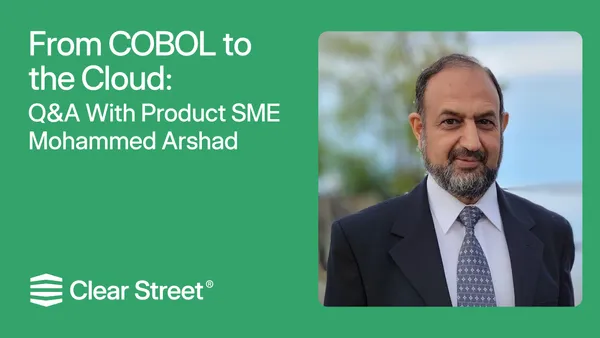 From COBOL to
the Cloud:
Q&A With Product SME
Mohammed Arshad
Clear Street®